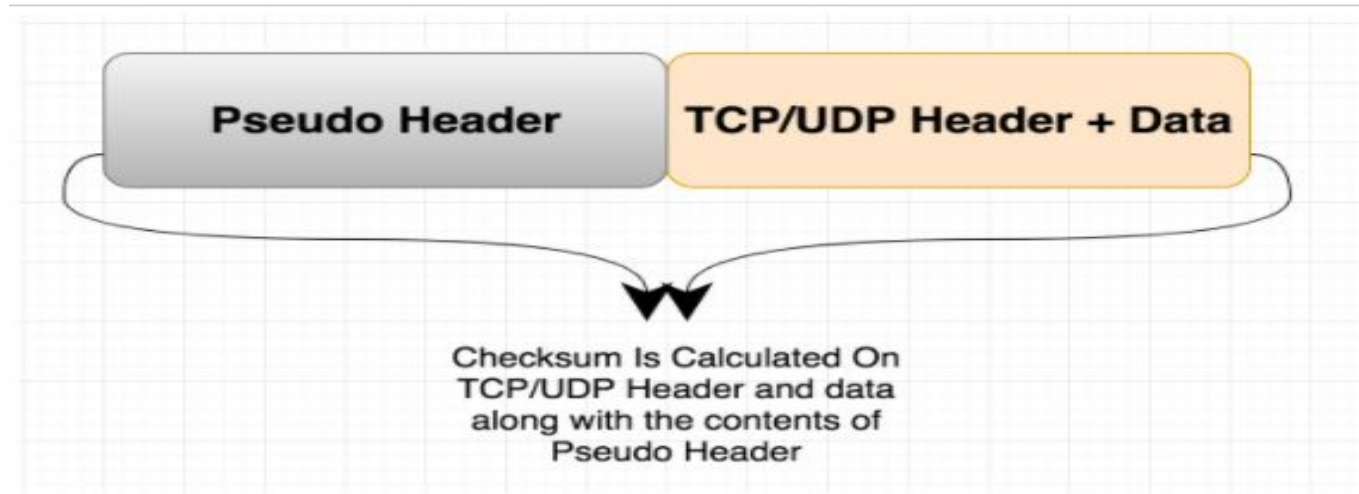 Pseudo Header
TCP/UDP Header + Data
Checksum Is Calculated On
TCP/UDP Header and data
along with the contents of
Pseudo Header